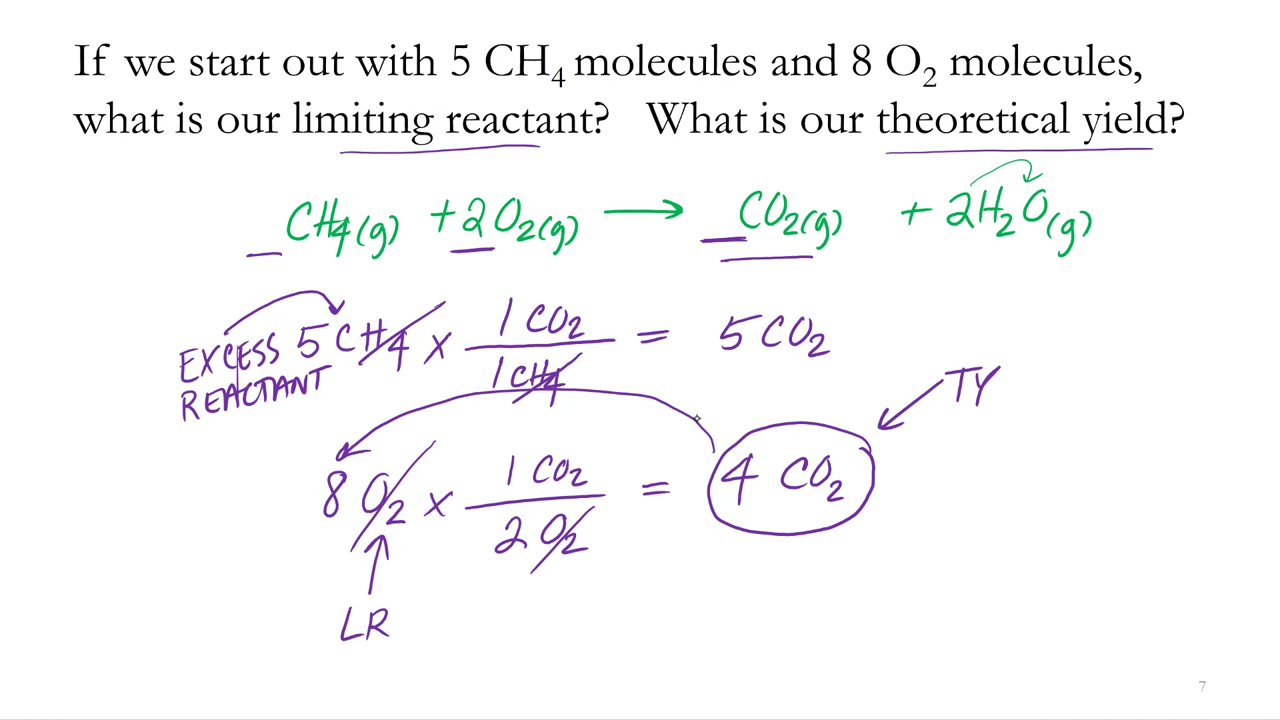 If we start out with 5 CH₄ molecules and 8 O₂ molecules,
what is our limiting reactant? What is our theoretical yield?
CH₄(g) + 2O₂(g) → CO₂(g) + 2H₂O(g)
EXCESS REACTANT 5 CH₄ × 1 CO₂ / 1 CH₄ = 5 CO₂
TY
8 O₂ × 1 CO₂ / 2 O₂ = 4 CO₂
LR
7